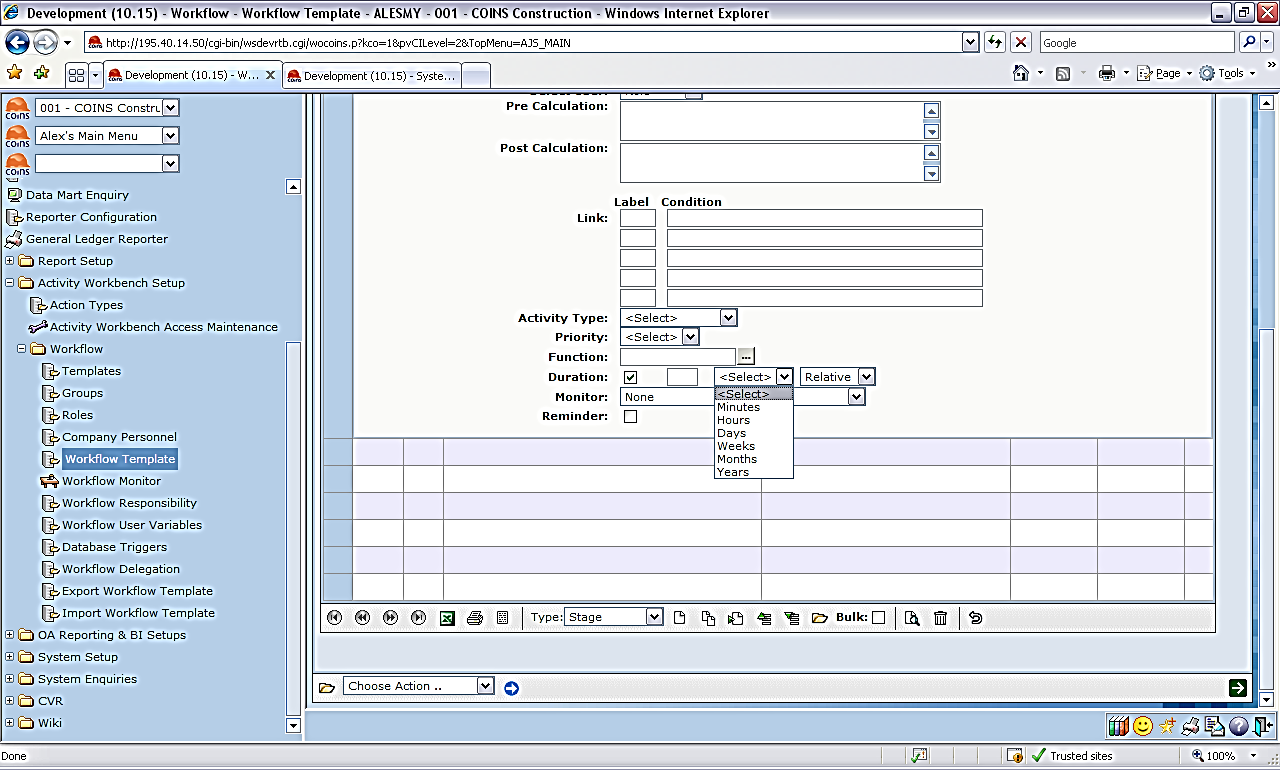 Development (10.15) - Workflow - Workflow Template - ALESMY - 001 - COINS Construction - Windows Internet Explorer
http://195.40.14.50/cgi-bin/wsdevrtb.cgi/wocoins.p?kco=1&pvCILevel=2&TopMenu=AJS_MAIN
Google
Development (10.15) - W... X
Development (10.15) - Syste...
Page
Tools
»
coins 001 - COINS Constru
coins Alex's Main Menu
coins
Data Mart Enquiry
Reporter Configuration
General Ledger Reporter
Report Setup
Activity Workbench Setup
Action Types
Activity Workbench Access Maintenance
Workflow
Templates
Groups
Roles
Company Personnel
Workflow Template
Workflow Monitor
Workflow Responsibility
Workflow User Variables
Database Triggers
Workflow Delegation
Export Workflow Template
Import Workflow Template
OA Reporting & BI Setups
System Setup
System Enquiries
CVR
Wiki
Pre Calculation:
Post Calculation:
Label Condition
Link:
Activity Type: <Select>
Priority: <Select>
Function: ...
Duration: <Select> Relative
Monitor: None
Reminder:
<Select>
Minutes
Hours
Days
Weeks
Months
Years
Type: Stage
Bulk:
Choose Action ..
Done
Trusted sites
100%